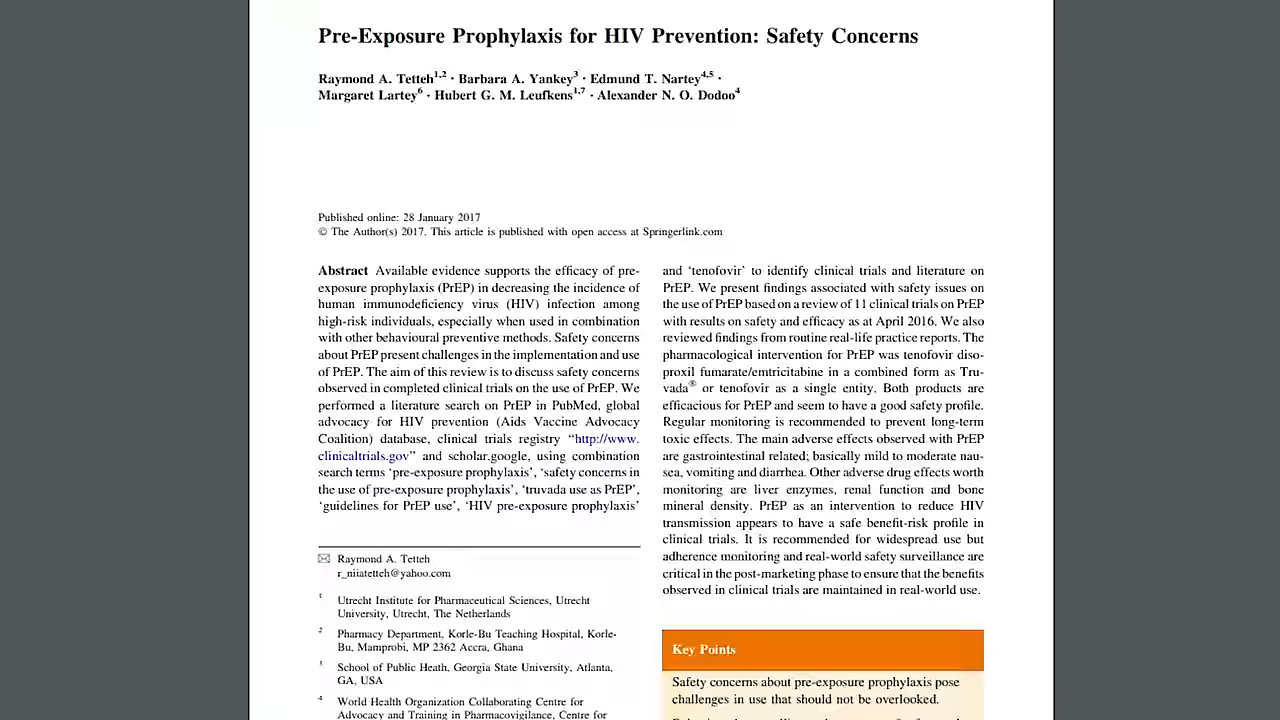 Pre-Exposure Prophylaxis for HIV Prevention: Safety Concerns
Raymond A. Tetteh1,2 · Barbara A. Yankey3 · Edmund T. Nartey4,5 ·
Margaret Lartey6 · Hubert G. M. Leufkens1,7 · Alexander N. O. Dodoo4
Published online: 28 January 2017
© The Author(s) 2017. This article is published with open access at Springerlink.com
Abstract Available evidence supports the efficacy of pre-
exposure prophylaxis (PrEP) in decreasing the incidence of
human immunodeficiency virus (HIV) infection among
high-risk individuals, especially when used in combination
with other behavioural preventive methods. Safety concerns
about PrEP present challenges in the implementation and use
of PrEP. The aim of this review is to discuss safety concerns
observed in completed clinical trials on the use of PrEP. We
performed a literature search on PrEP in PubMed, global
advocacy for HIV prevention (Aids Vaccine Advocacy
Coalition) database, clinical trials registry “http://www.
clinicaltrials.gov” and scholar.google, using combination
search terms ‘pre-exposure prophylaxis’, ‘safety concerns in
the use of pre-exposure prophylaxis’, ‘truvada use as PrEP’,
‘guidelines for PrEP use’, ‘HIV pre-exposure prophylaxis’
Raymond A. Tetteh
r_niiatetteh@yahoo.com
1 Utrecht Institute for Pharmaceutical Sciences, Utrecht
University, Utrecht, The Netherlands
2 Pharmacy Department, Korle-Bu Teaching Hospital, Korle-
Bu, Mamprobi, MP 2362 Accra, Ghana
3 School of Public Heath, Georgia State University, Atlanta,
GA, USA
4 World Health Organization Collaborating Centre for
Advocacy and Training in Pharmacovigilance, Centre for
and ‘tenofovir’ to identify clinical trials and literature on
PrEP. We present findings associated with safety issues on
the use of PrEP based on a review of 11 clinical trials on PrEP
with results on safety and efficacy as at April 2016. We also
reviewed findings from routine real-life practice reports. The
pharmacological intervention for PrEP was tenofovir diso-
proxil fumarate/emtricitabine in a combined form as Tru-
vada® or tenofovir as a single entity. Both products are
efficacious for PrEP and seem to have a good safety profile.
Regular monitoring is recommended to prevent long-term
toxic effects. The main adverse effects observed with PrEP
are gastrointestinal related; basically mild to moderate nau-
sea, vomiting and diarrhea. Other adverse drug effects worth
monitoring are liver enzymes, renal function and bone
mineral density. PrEP as an intervention to reduce HIV
transmission appears to have a safe benefit-risk profile in
clinical trials. It is recommended for widespread use but
adherence monitoring and real-world safety surveillance are
critical in the post-marketing phase to ensure that the benefits
observed in clinical trials are maintained in real-world use.
Key Points
Safety concerns about pre-exposure prophylaxis pose
challenges in use that should not be overlooked.